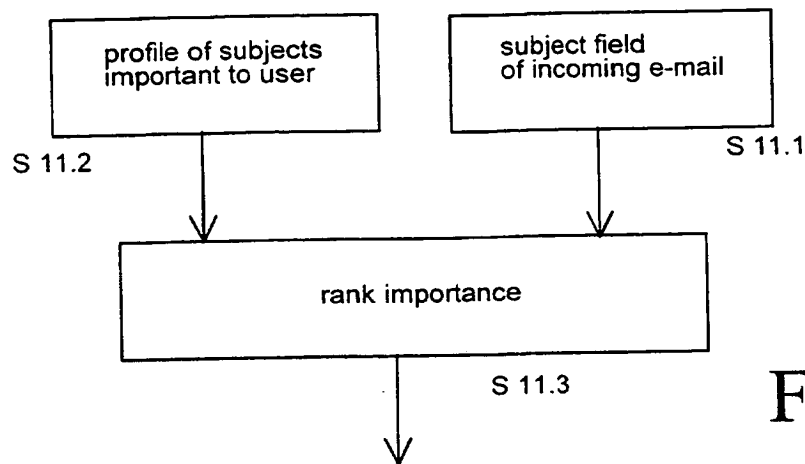 profile of subjects
important to user
subject field
of incoming e-mail
S 11.2
S 11.1
rank importance
S 11.3
F